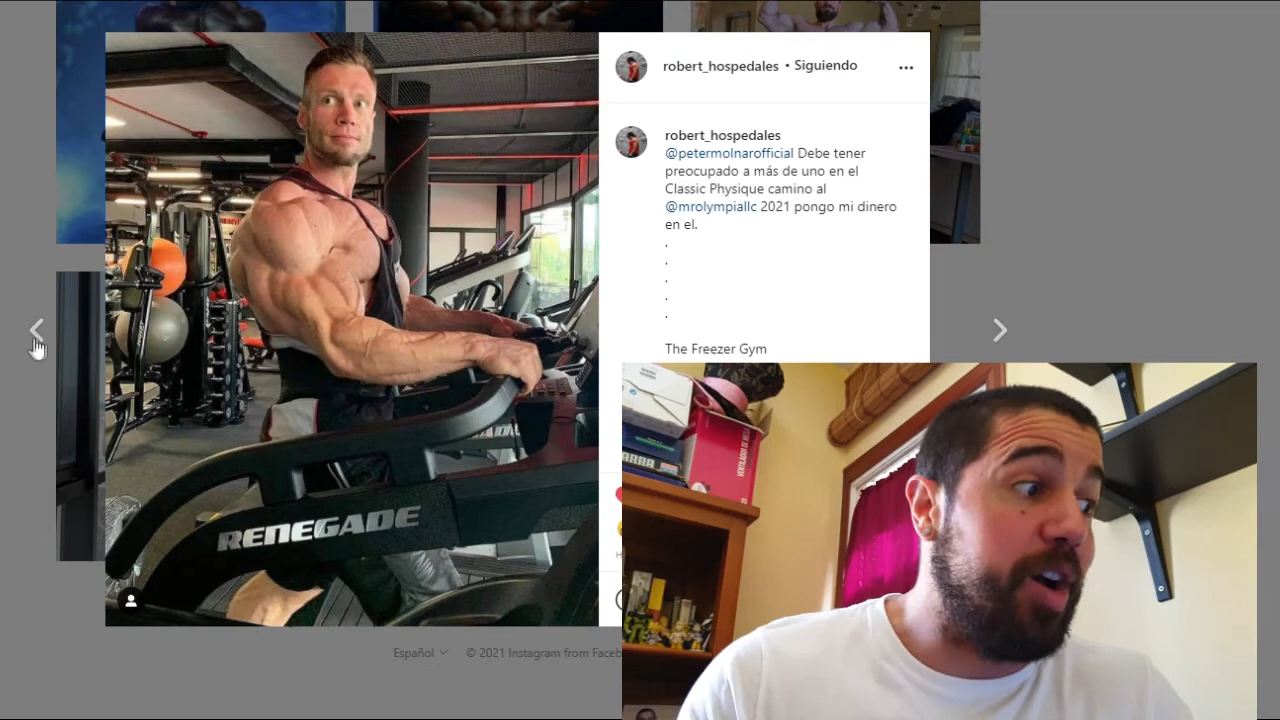 robert_hospedales • Siguiendo
robert_hospedales
@petermolnarofficial Debe tener
preocupado a más de uno en el
Classic Physique camino al
@mrolympiallc 2021 pongo mi dinero
en el.
.
.
.
.
.
The Freezer Gym
RENEGADE
Español
© 2021 Instagram from Faceb